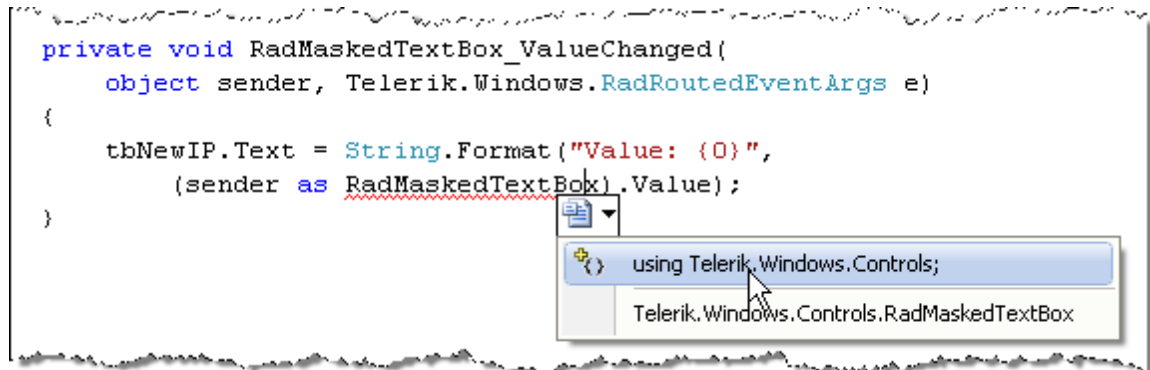 private void RadMaskedTextBox_ValueChanged(
object sender, Telerik.Windows.RadRoutedEventArgs e)
{
tbNewIP.Text = String.Format("Value: {0}",
(sender as RadMaskedTextBox).Value);
}
{} using Telerik.Windows.Controls;
Telerik.Windows.Controls.RadMaskedTextBox